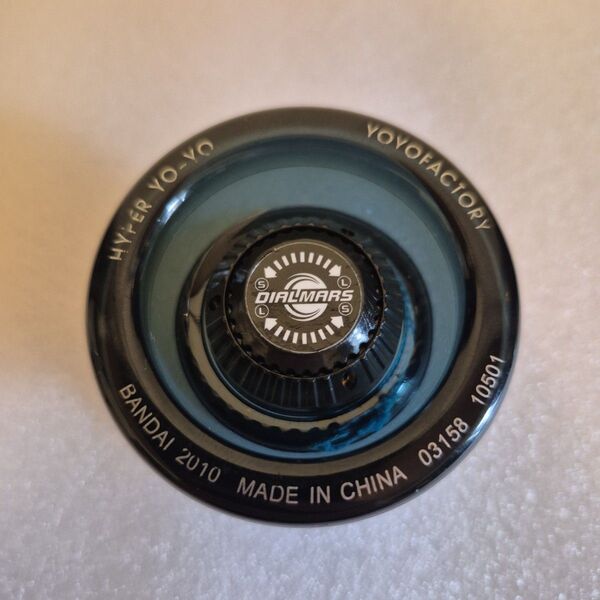 HYPER YO-YO
YOYOFACTORY
S L
DIALMARS
L S
BANDAI 2010 MADE IN CHINA 03158 10501